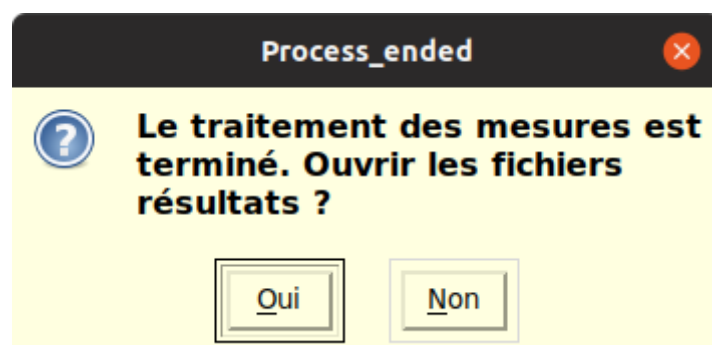 Process_ended
Le traitement des mesures est
terminé. Ouvrir les fichiers
résultats ?
Oui Non